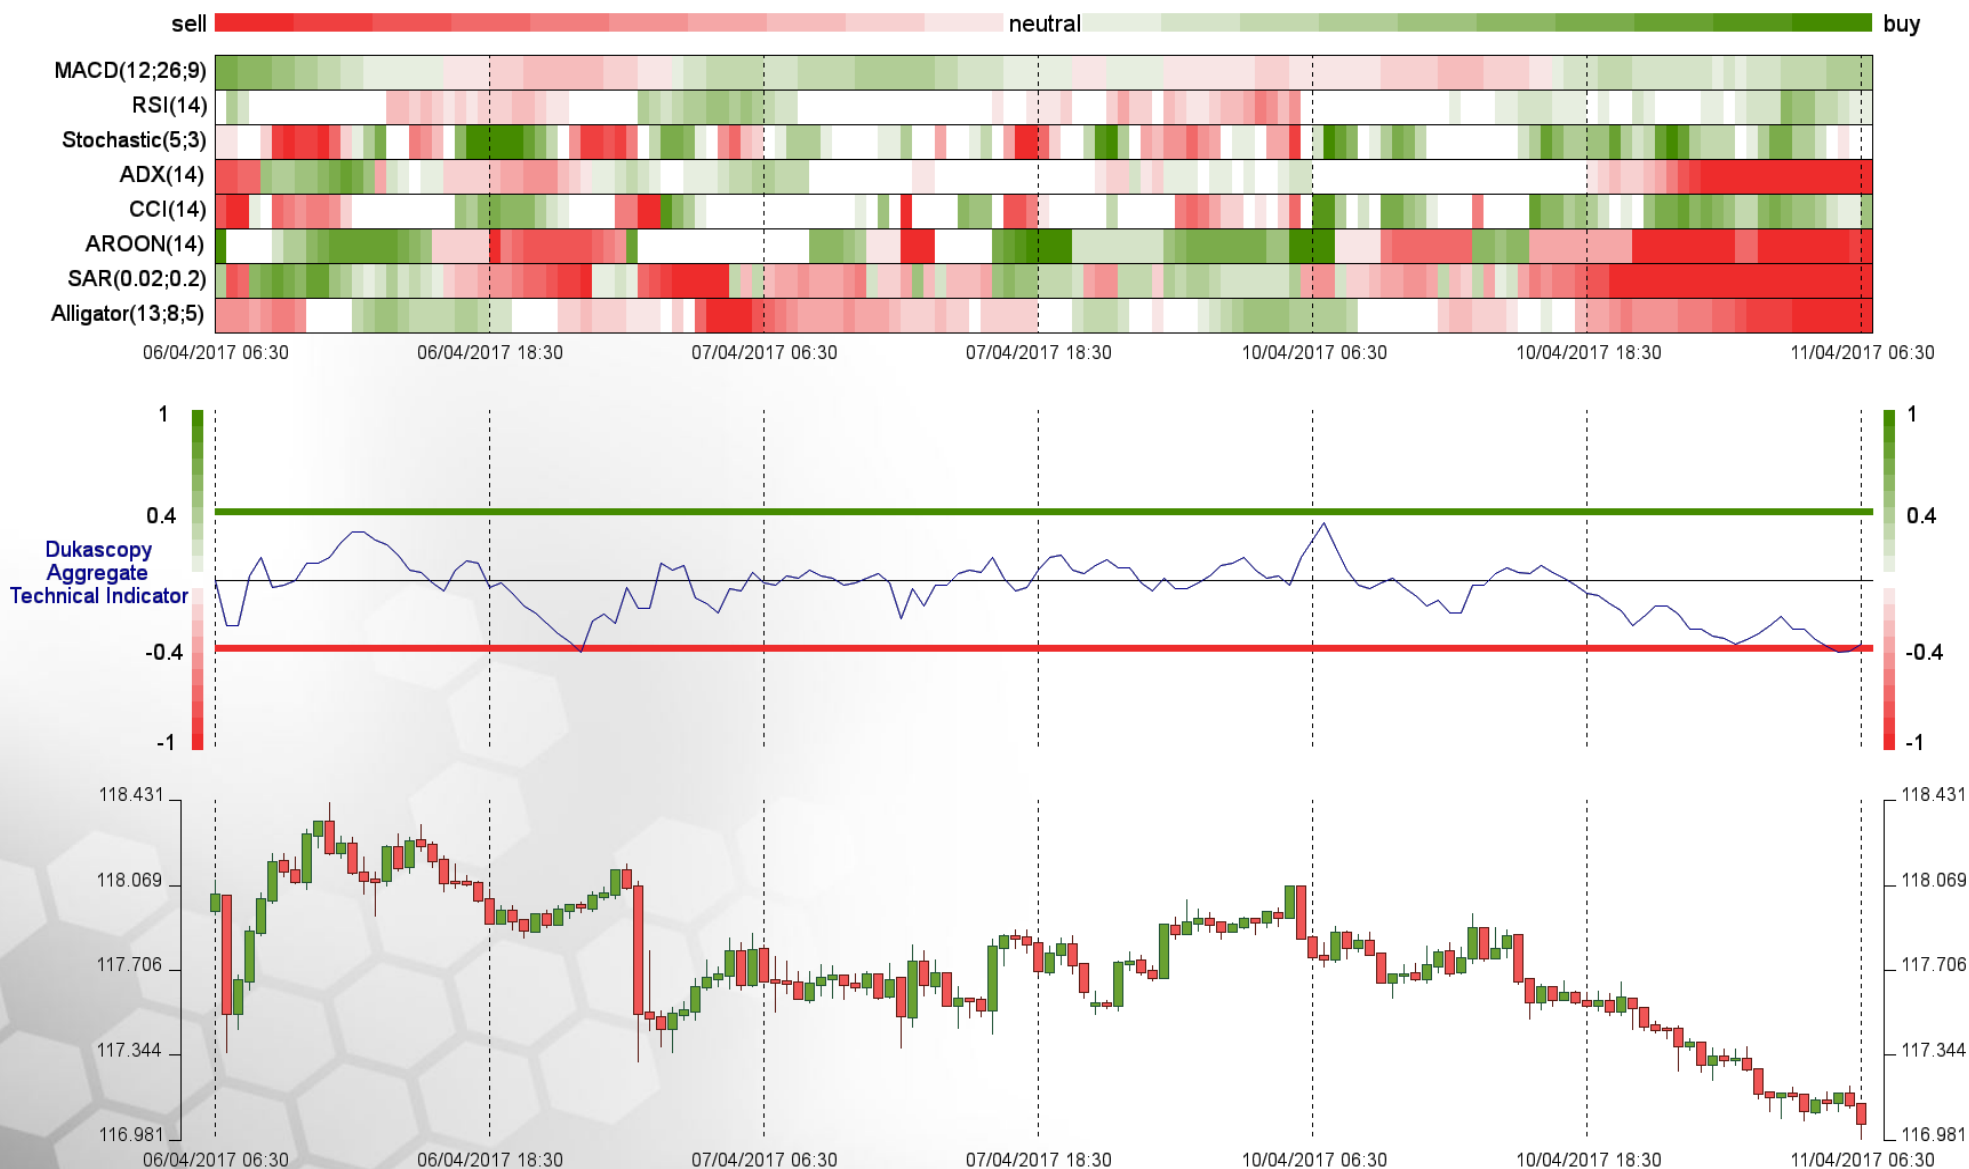 sell neutral buy
MACD(12;26;9)
RSI(14)
Stochastic(5;3)
ADX(14)
CCI(14)
AROON(14)
SAR(0.02;0.2)
Alligator(13;8;5)
06/04/2017 06:30 06/04/2017 18:30 07/04/2017 06:30 07/04/2017 18:30 10/04/2017 06:30 10/04/2017 18:30 11/04/2017 06:30
1 1
0.4 0.4
Dukascopy
Aggregate
Technical Indicator
-0.4 -0.4
-1 -1
118.431 118.431
118.069 118.069
117.706 117.706
117.344 117.344
116.981 116.981
06/04/2017 06:30 06/04/2017 18:30 07/04/2017 06:30 07/04/2017 18:30 10/04/2017 06:30 10/04/2017 18:30 11/04/2017 06:30